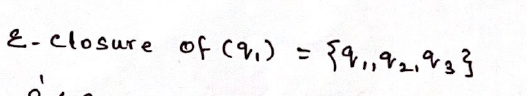 ε-closure of (q₁) = {q₁,q₂,q₃}